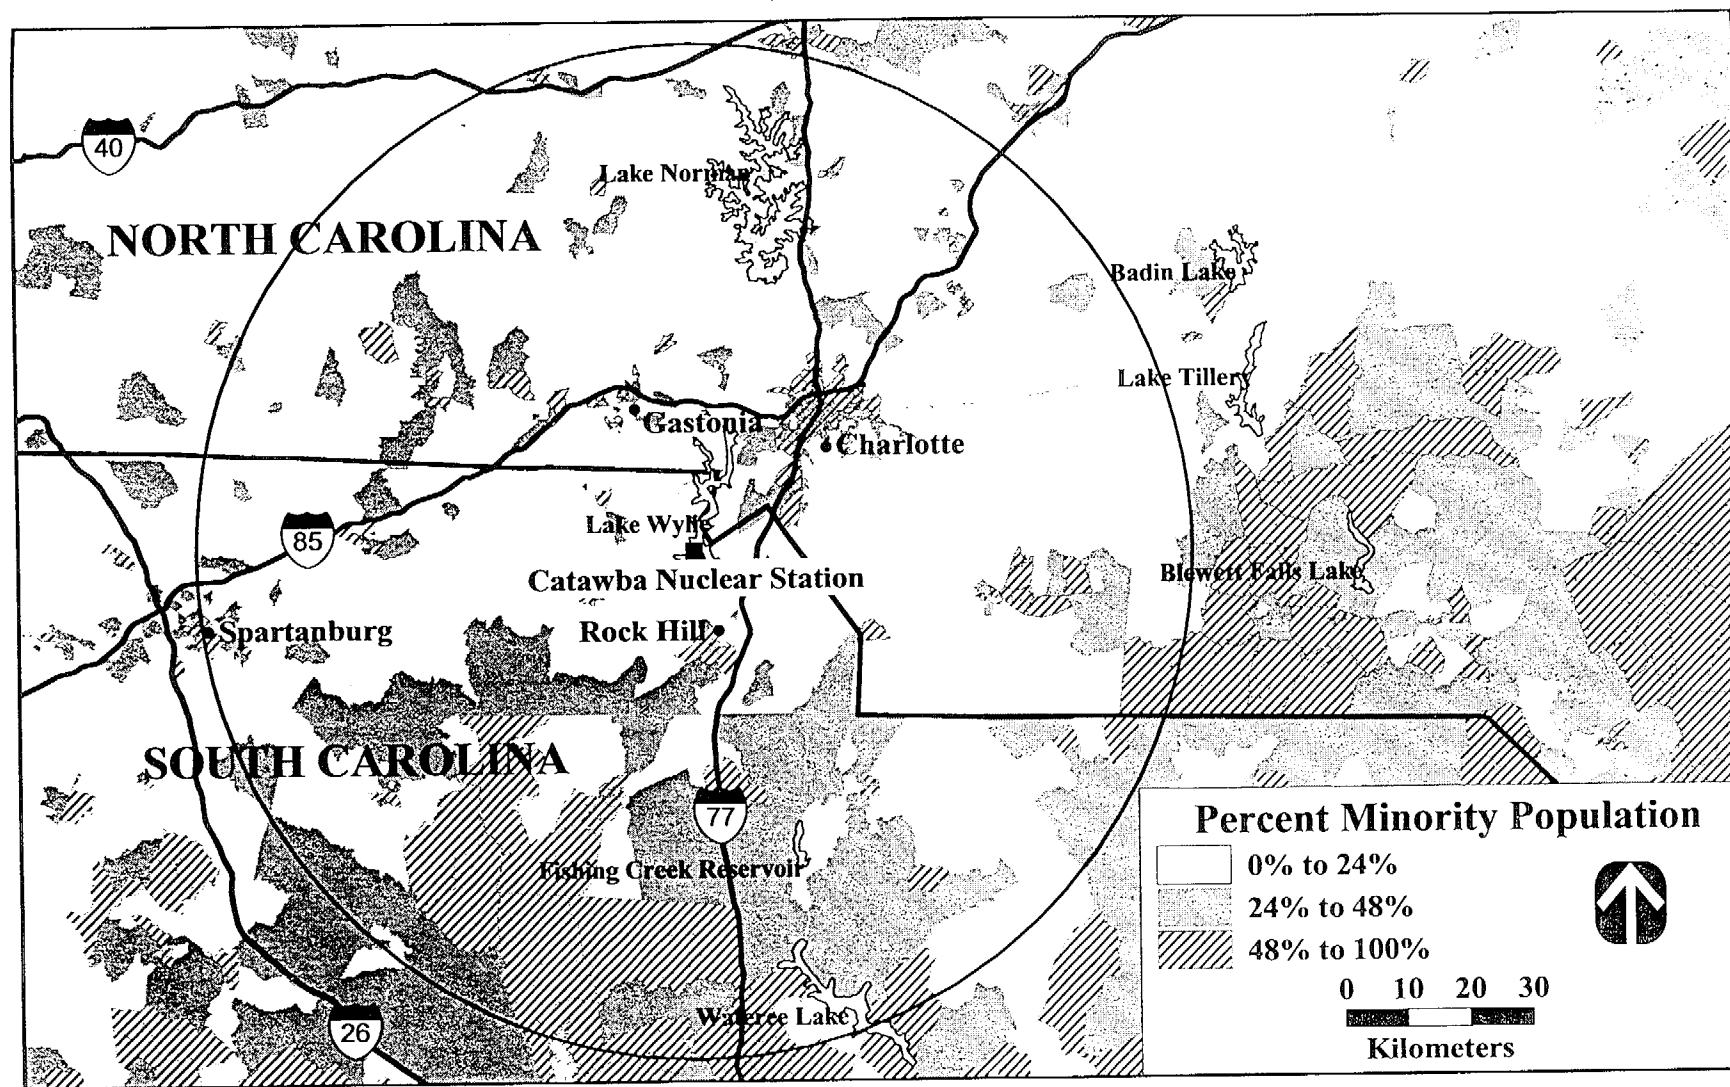 40
Lake Norman
NORTH CAROLINA
Badin Lake
Lake Tillery
Gastonia
Charlotte
Lake Wylie
85
Catawba Nuclear Station
Blewett Falls Lake
Spartanburg
Rock Hill
SOUTH CAROLINA
77
Fishing Creek Reservoir
Wateree Lake
26
Percent Minority Population
0% to 24%
24% to 48%
48% to 100%
0 10 20 30
Kilometers